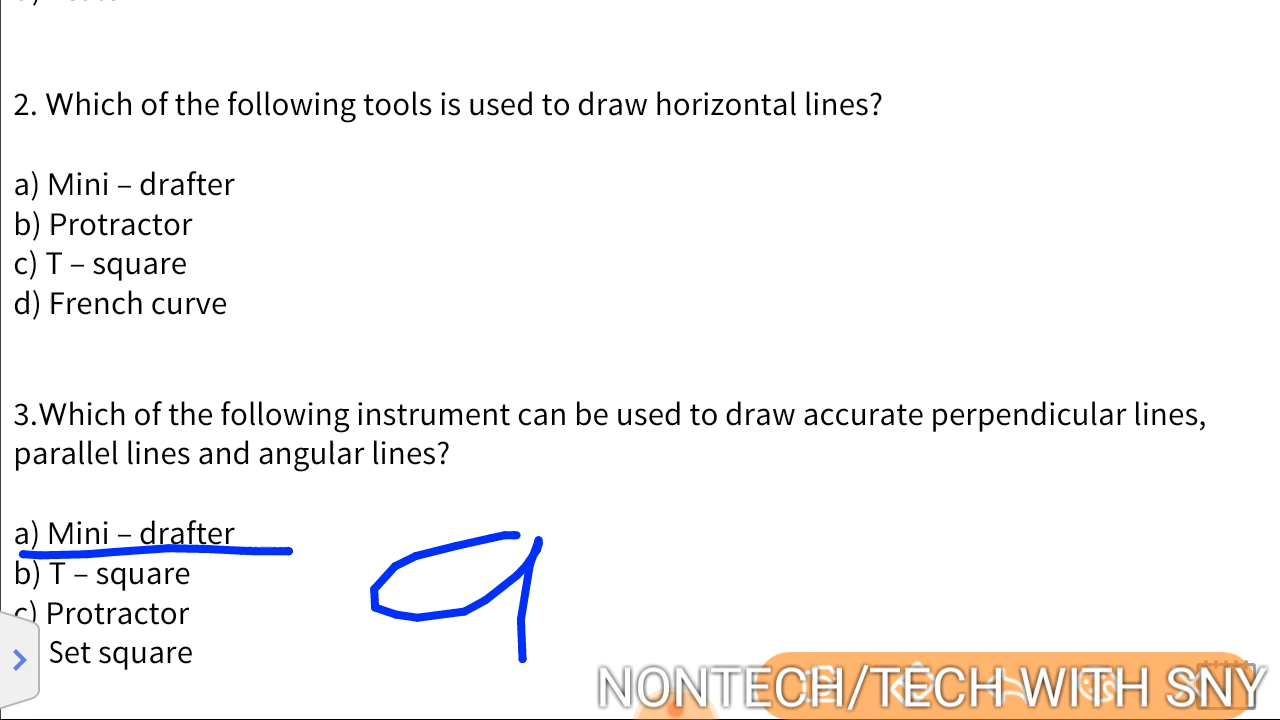 2. Which of the following tools is used to draw horizontal lines?
a) Mini – drafter
b) Protractor
c) T – square
d) French curve
3.Which of the following instrument can be used to draw accurate perpendicular lines,
parallel lines and angular lines?
a) Mini – drafter
b) T – square
c) Protractor
Set square
a
NONTECH/TECH WITH SNY